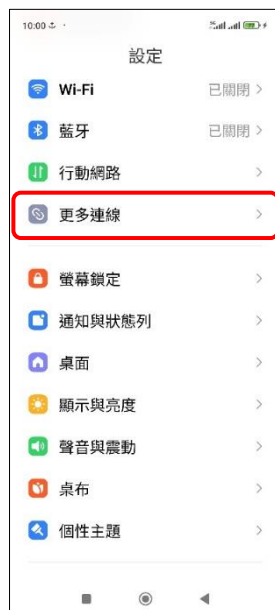 10:00
設定
Wi-Fi 已關閉
藍牙 已關閉
行動網路
更多連線
螢幕鎖定
通知與狀態列
桌面
顯示與亮度
聲音與震動
桌布
個性主題